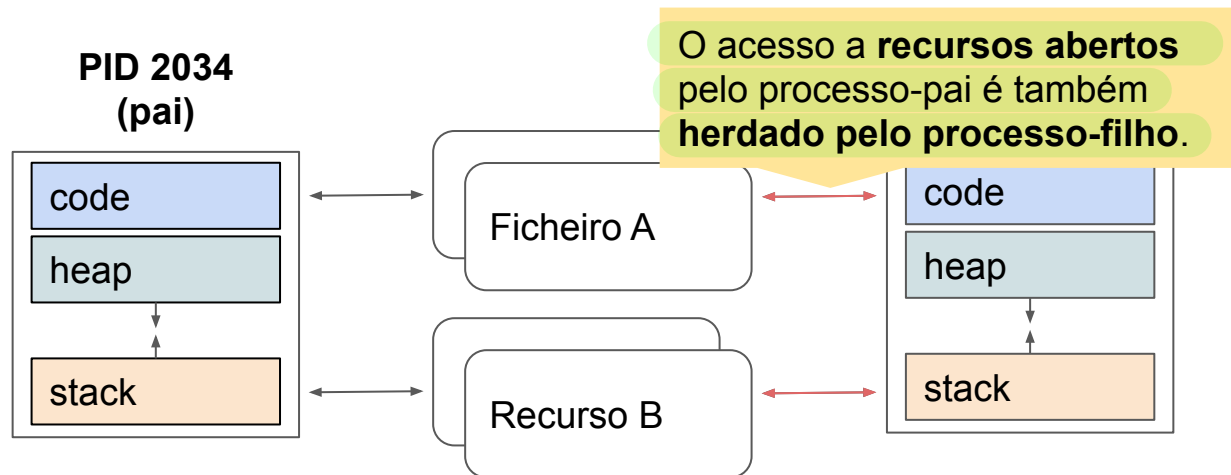 PID 2034
(pai)
O acesso a recursos abertos
pelo processo-pai é também
herdado pelo processo-filho.
code
heap
stack
Ficheiro A
Recurso B
code
heap
stack